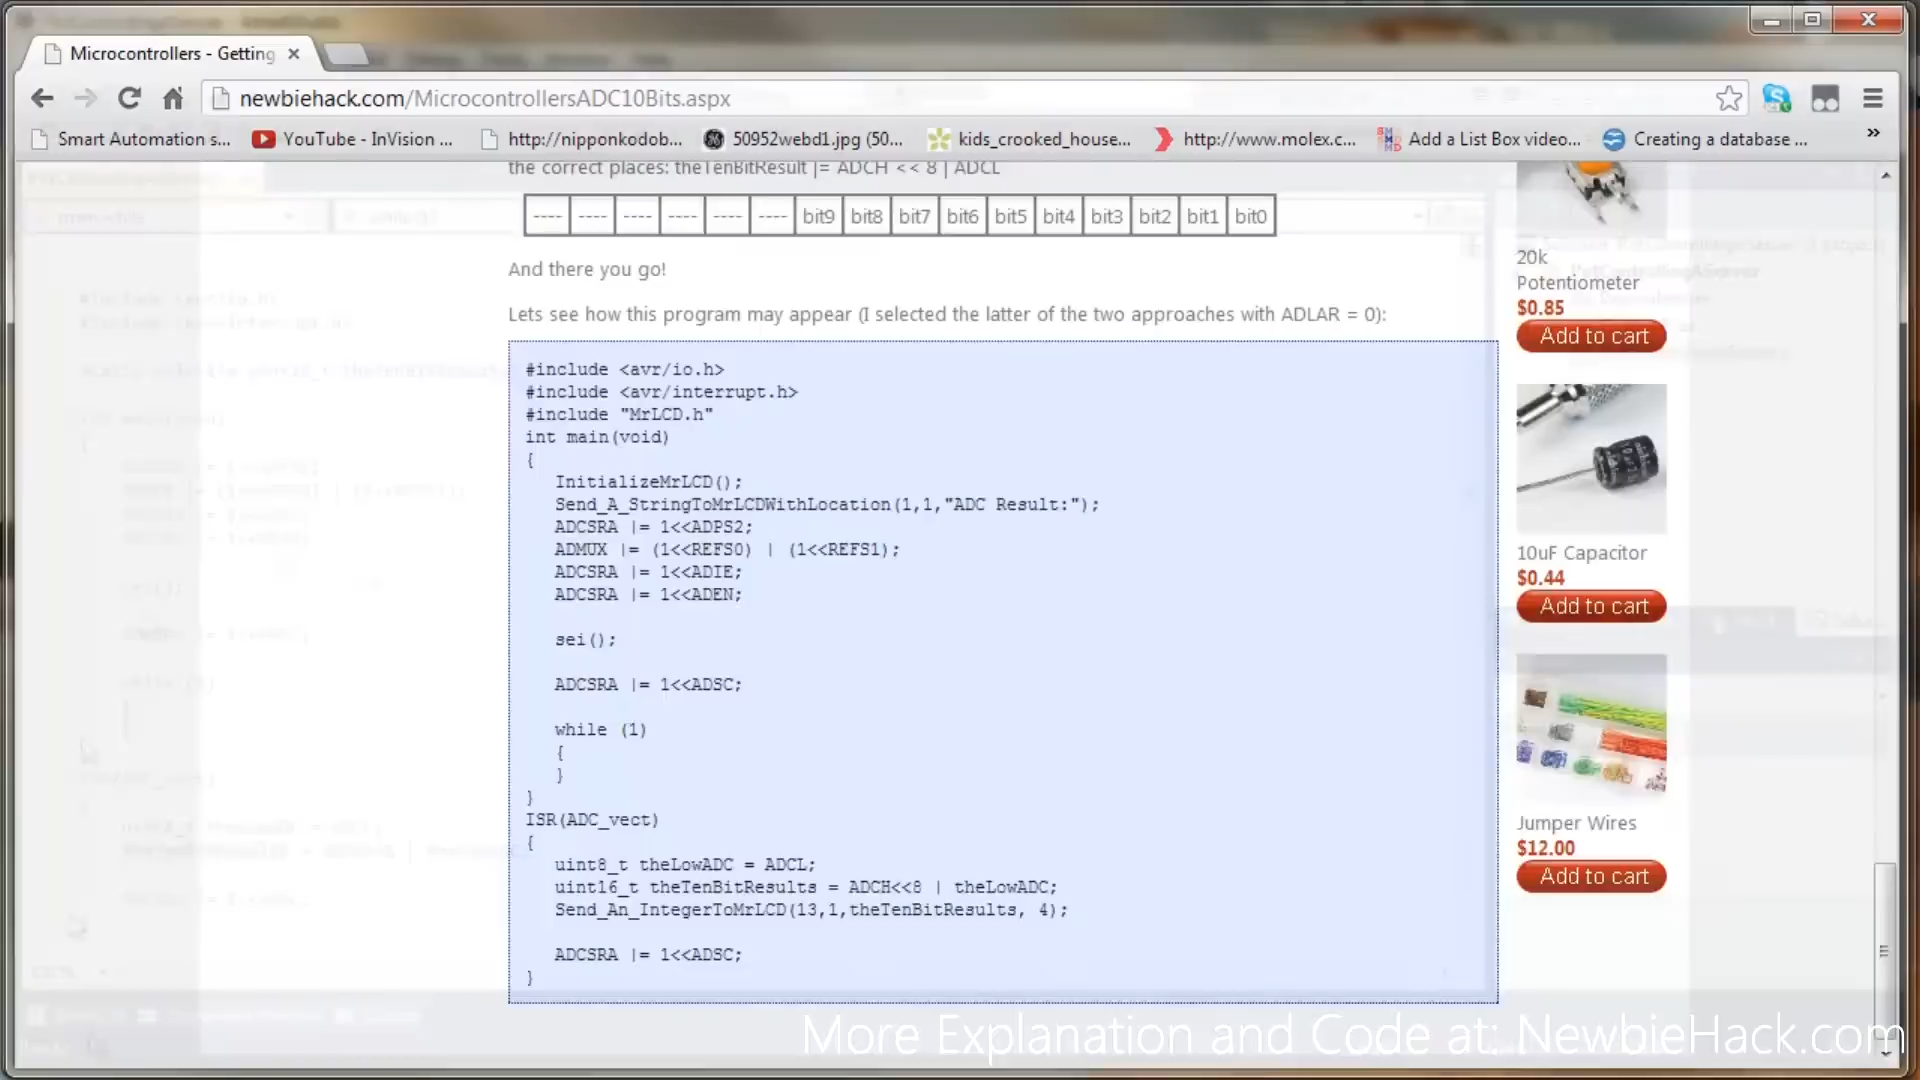 Microcontrollers - Getting
newbiehack.com/MicrocontrollersADC10Bits.aspx
Smart Automation s... YouTube - InVision ... http://nipponkodob... 50952webd1.jpg (50... kids_crooked_house... http://www.molex.c... Add a List Box video... Creating a database ... »
the correct places: theTenBitResult |= ADCH << 8 | ADCL
---- ---- ---- ---- ---- ---- bit9 bit8 bit7 bit6 bit5 bit4 bit3 bit2 bit1 bit0
And there you go!
Lets see how this program may appear (I selected the latter of the two approaches with ADLAR = 0):
#include <avr/io.h>
#include <avr/interrupt.h>
#include "MrLCD.h"
int main(void)
{
InitializeMrLCD();
Send_A_StringToMrLCDWithLocation(1,1,"ADC Result:");
ADCSRA |= 1<<ADPS2;
ADMUX |= (1<<REFS0) | (1<<REFS1);
ADCSRA |= 1<<ADIE;
ADCSRA |= 1<<ADEN;
sei();
ADCSRA |= 1<<ADSC;
while (1)
{
}
}
ISR(ADC_vect)
{
uint8_t theLowADC = ADCL;
uint16_t theTenBitResults = ADCH<<8 | theLowADC;
Send_An_IntegerToMrLCD(13,1,theTenBitResults, 4);
ADCSRA |= 1<<ADSC;
}
20k
Potentiometer
$0.85
Add to cart
10uF Capacitor
$0.44
Add to cart
Jumper Wires
$12.00
Add to cart
More Explanation and Code at: NewbieHack.com